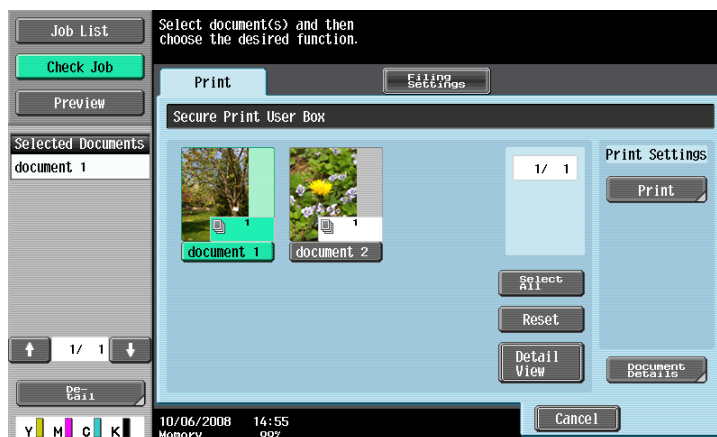 Job List
Check Job
Preview
Selected Documents
document 1
1/ 1
De-
tail
Y M C K
Select document(s) and then
choose the desired function.
Print
Filing
Settings
Secure Print User Box
1
document 1
1
document 2
1/ 1
Select
All
Reset
Detail
View
Print Settings
Print
Document
Details
10/06/2008 14:55
Memory 99%
Cancel